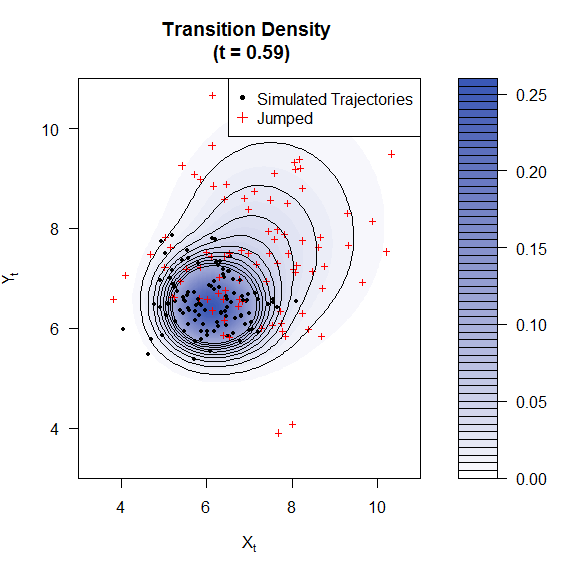 Transition Density
(t = 0.59)
Simulated Trajectories
Jumped
10
8
6
4
Y_t
4
6
8
10
X_t
0.25
0.20
0.15
0.10
0.05
0.00